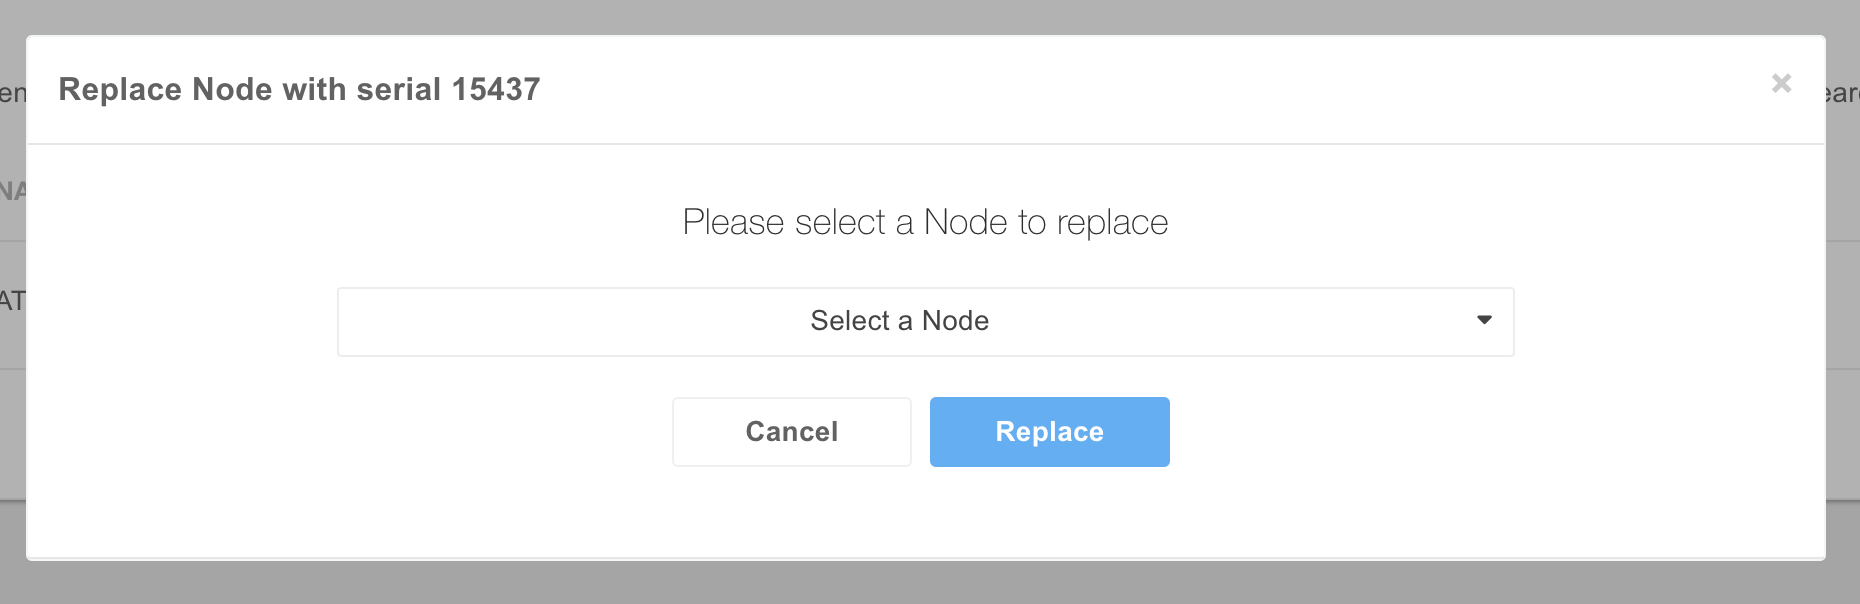 Replace Node with serial 15437
×
Please select a Node to replace
Select a Node
Cancel
Replace